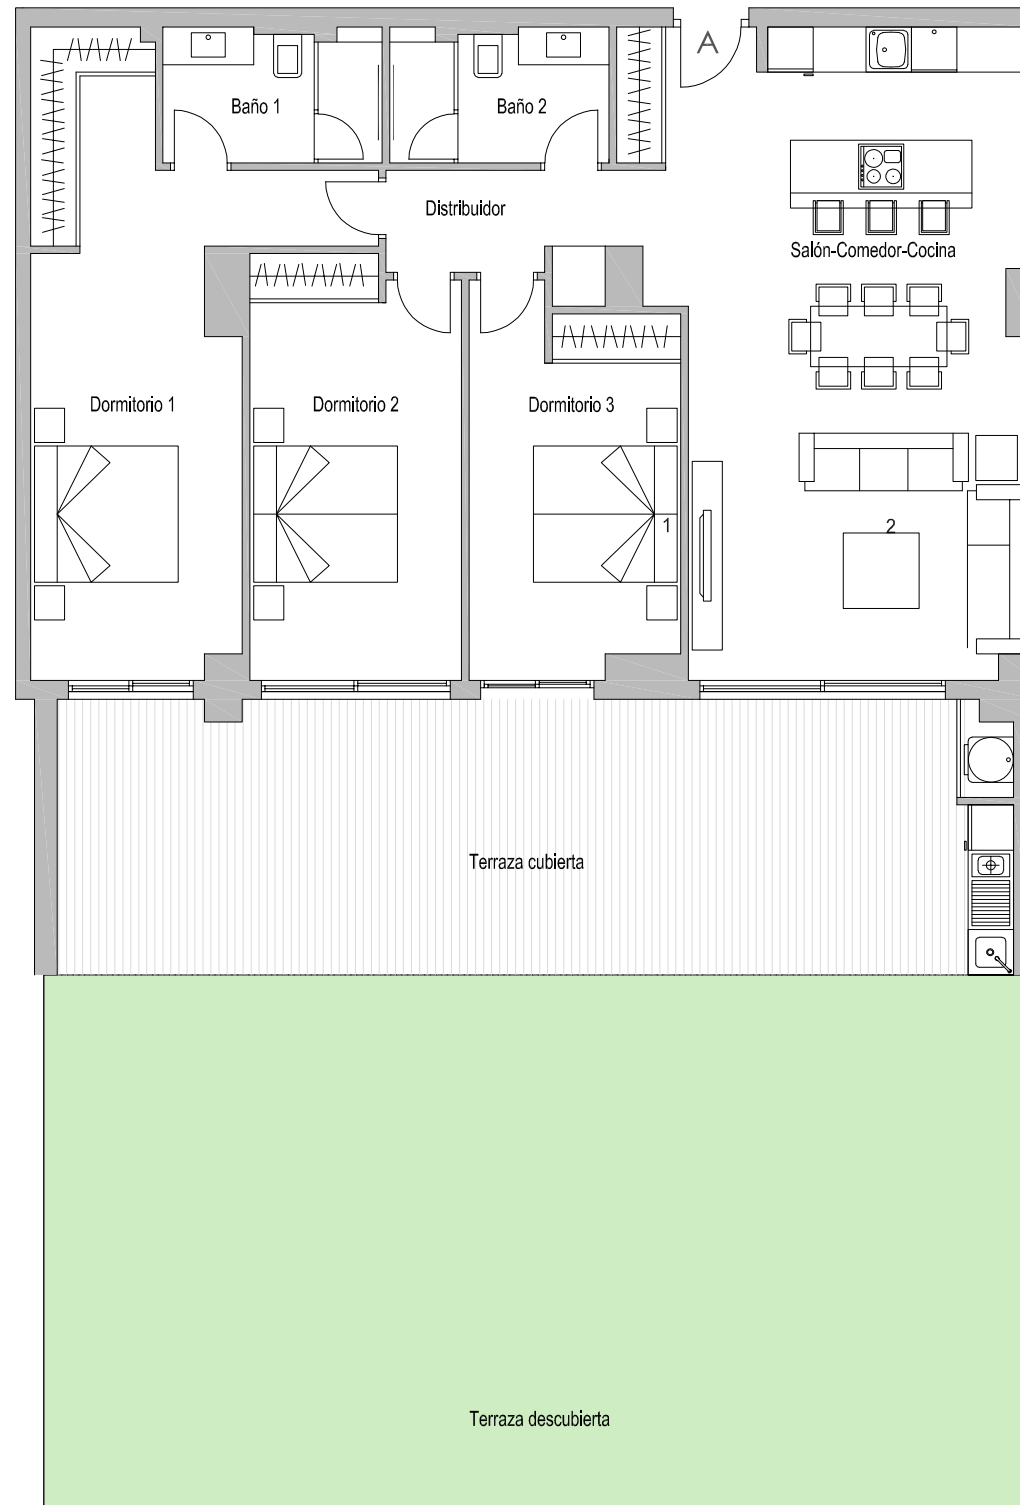 A
Baño 1
Baño 2
Distribuidor
Salón-Comedor-Cocina
Dormitorio 1
Dormitorio 2
Dormitorio 3
1
2
Terraza cubierta
Terraza descubierta